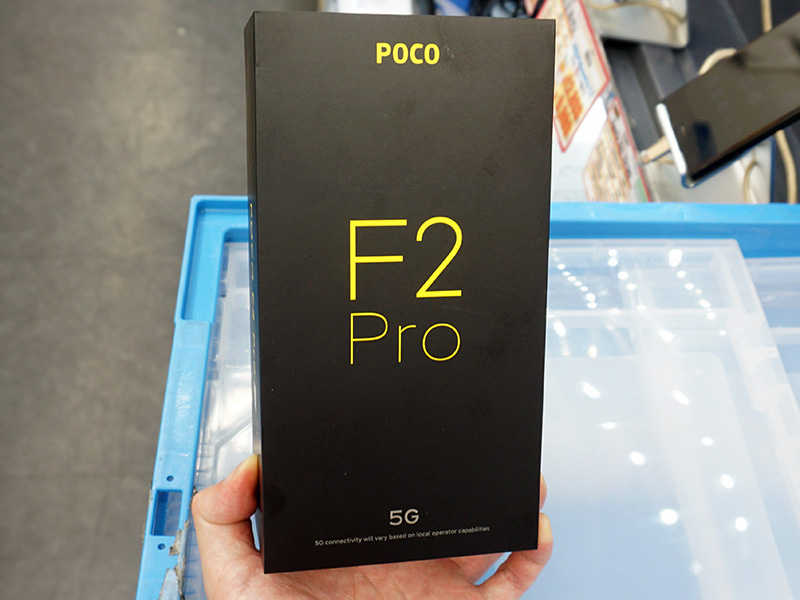 POCO
F2
Pro
5G
5G connectivity will vary based on local operator capabilities